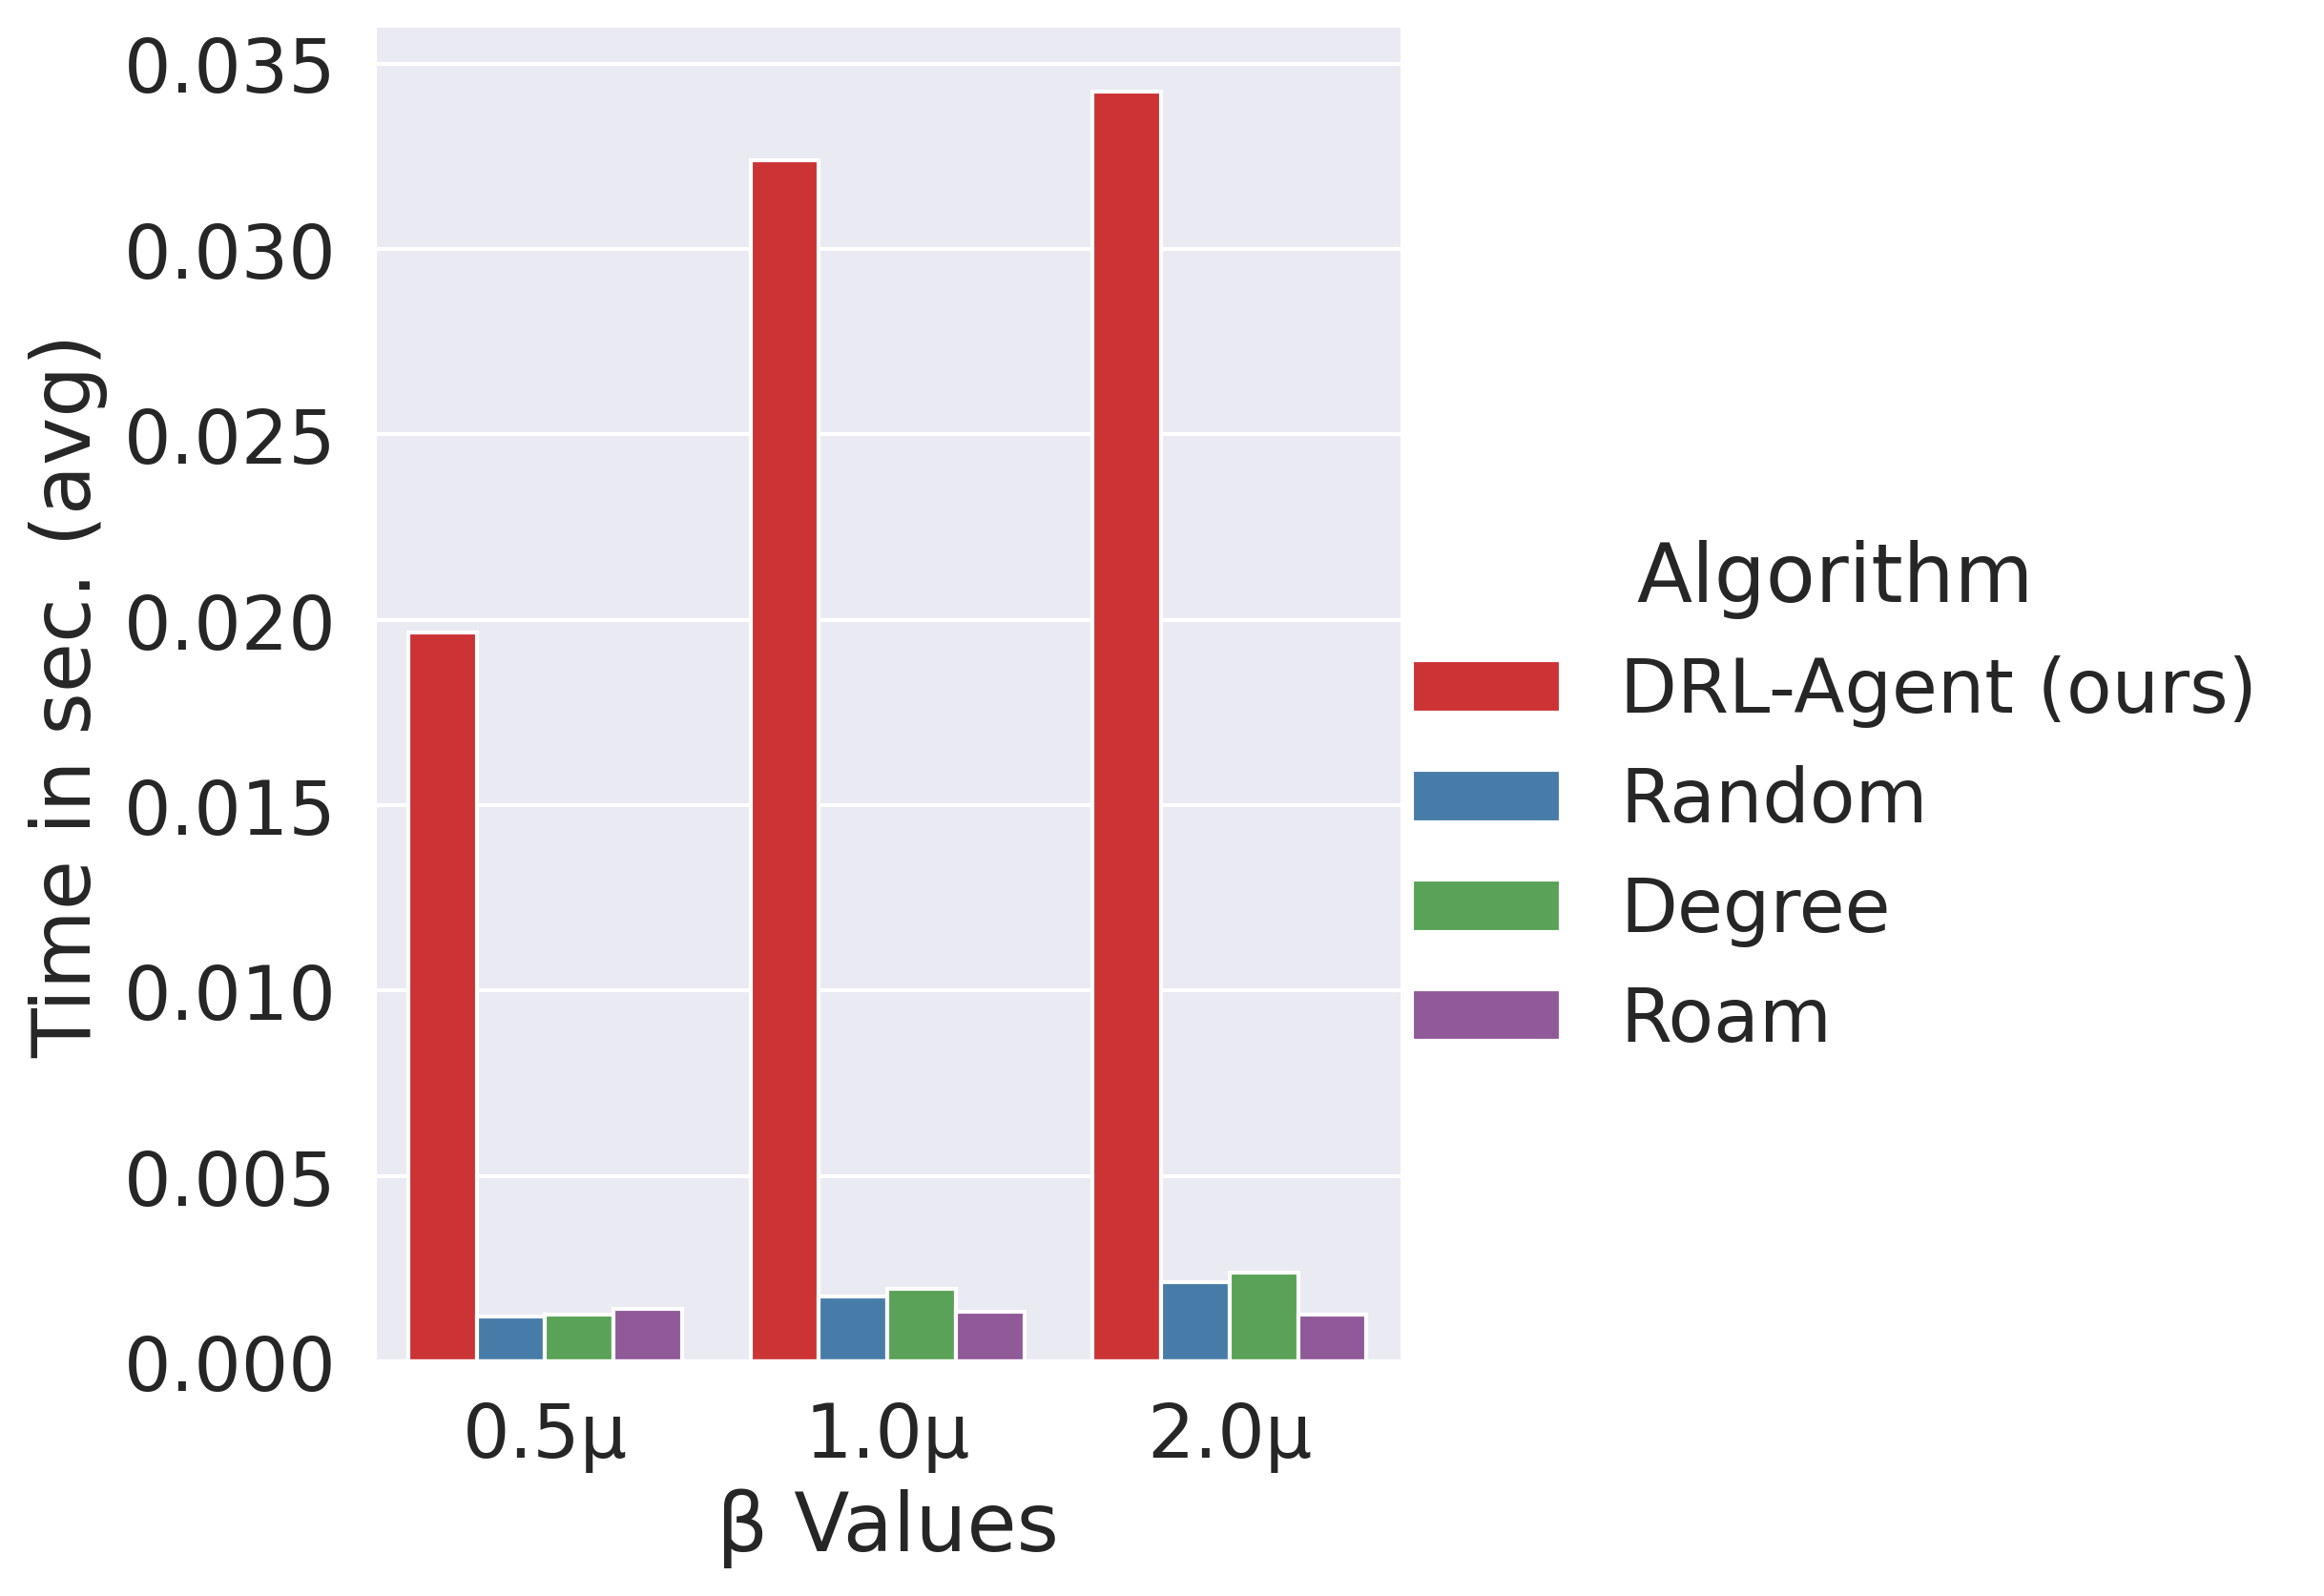 0.035
0.030
0.025
0.020
0.015
0.010
0.005
0.000
Time in sec. (avg)
0.5μ 1.0μ 2.0μ
β Values
Algorithm
DRL-Agent (ours)
Random
Degree
Roam